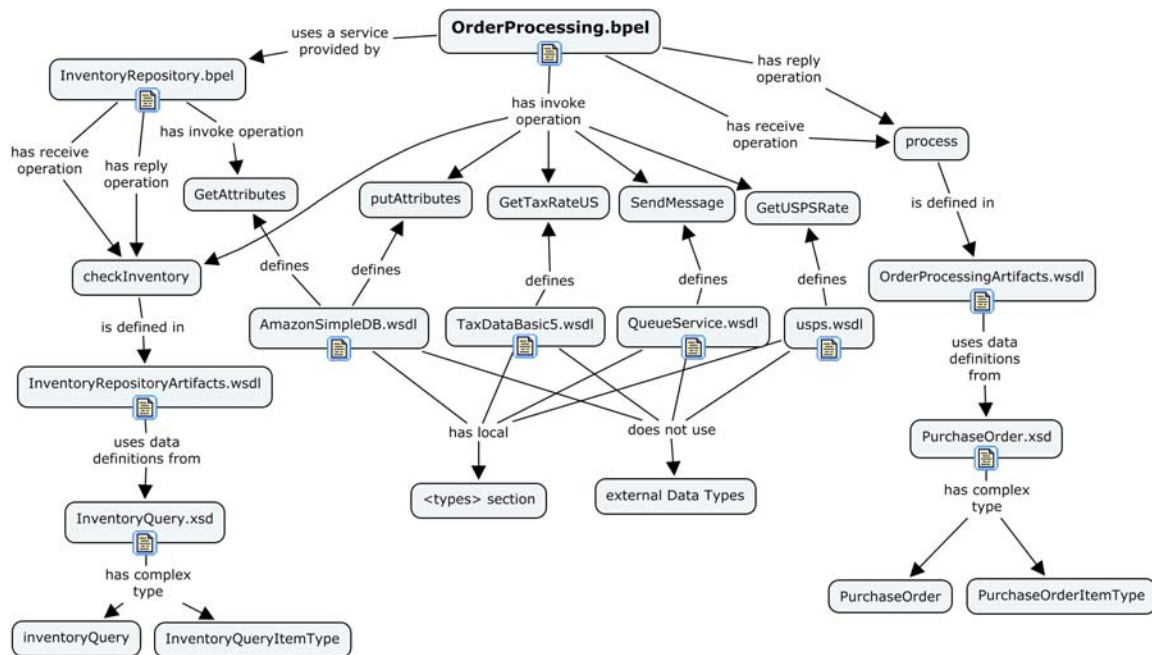 OrderProcessing.bpel
uses a service
provided by
has reply
operation
InventoryRepository.bpel
has invoke
operation
has invoke operation
has receive
operation
process
has receive
operation
has reply
operation
GetAttributes
putAttributes
GetTaxRateUS
SendMessage
GetUSPSRate
is defined in
checkInventory
defines
defines
defines
defines
defines
OrderProcessingArtifacts.wsdl
is defined in
AmazonSimpleDB.wsdl
TaxDataBasic5.wsdl
QueueService.wsdl
usps.wsdl
uses data
definitions
from
InventoryRepositoryArtifacts.wsdl
has local
does not use
PurchaseOrder.xsd
uses data
definitions from
<types> section
external Data Types
has complex
type
InventoryQuery.xsd
has complex
type
PurchaseOrder
PurchaseOrderItemType
inventoryQuery
InventoryQueryItemType